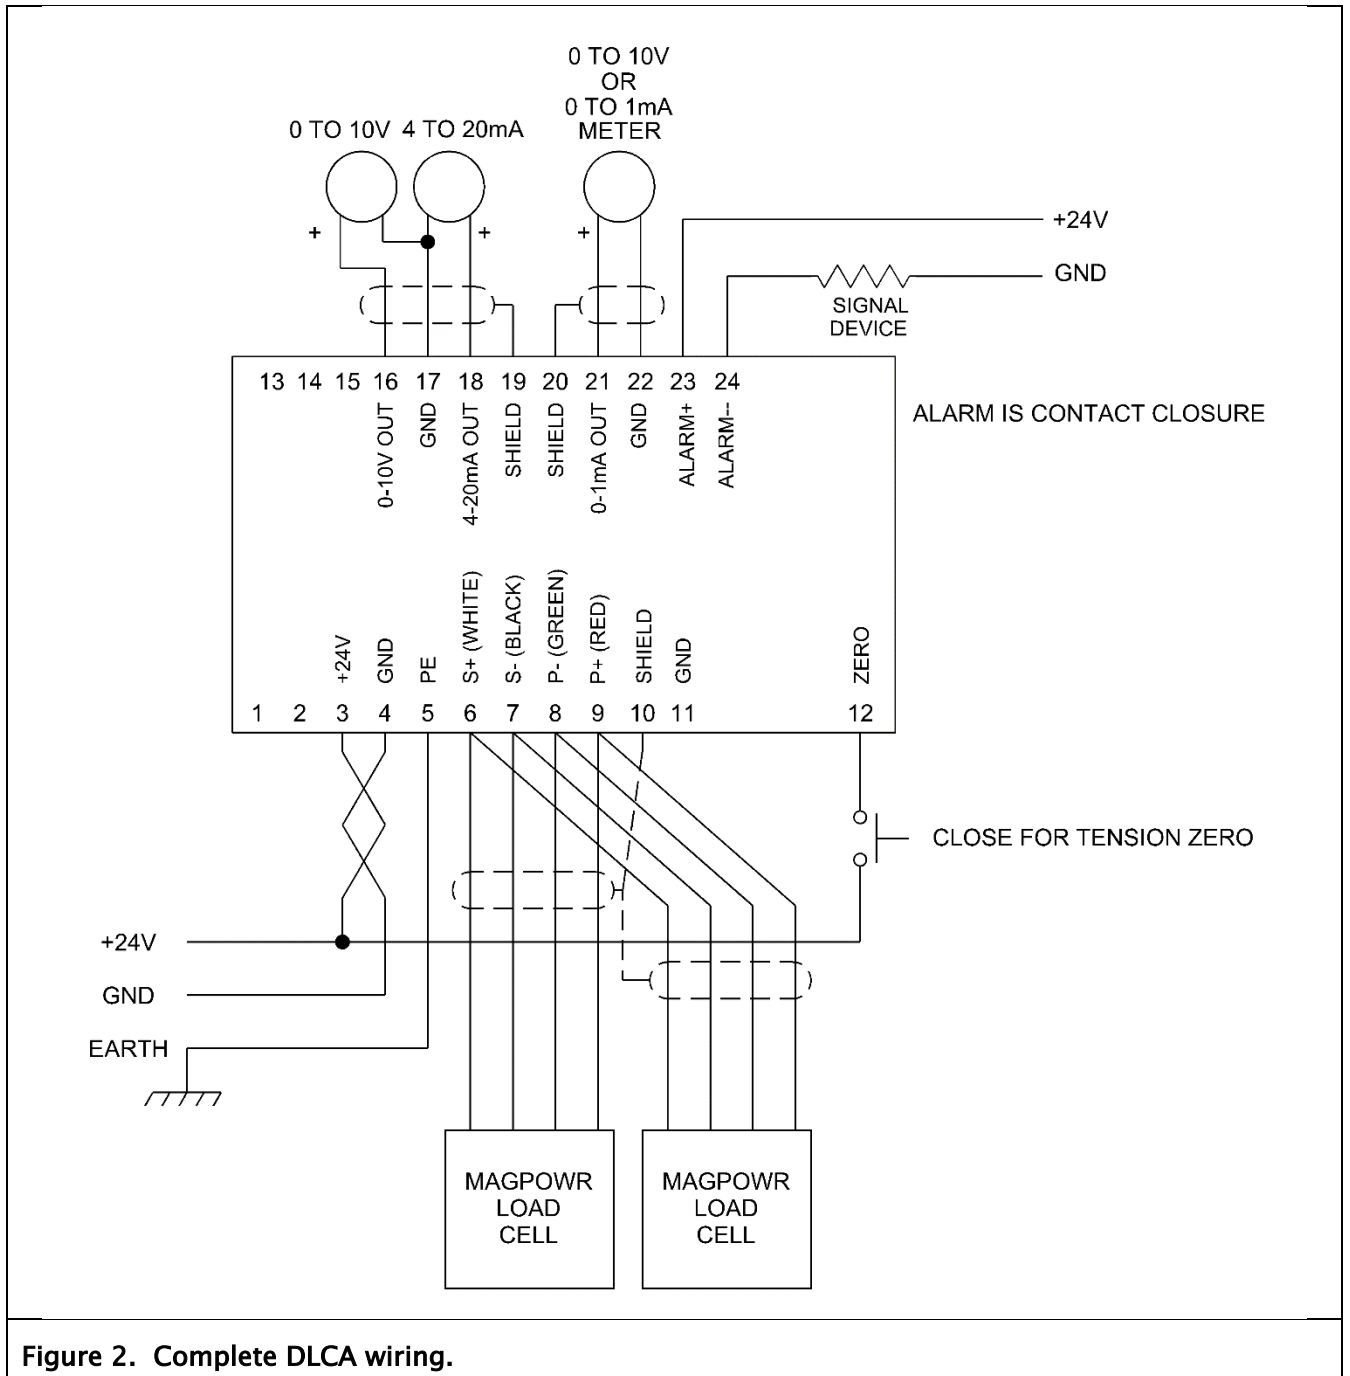 0 TO 10V
OR
0 TO 1mA
METER
0 TO 10V 4 TO 20mA
+ + +
+24V
GND
SIGNAL
DEVICE
13 14 15 16 17 18 19 20 21 22 23 24
0-10V OUT
GND
4-20mA OUT
SHIELD
SHIELD
0-1mA OUT
GND
ALARM+
ALARM--
ALARM IS CONTACT CLOSURE
+24V
GND
PE
S+ (WHITE)
S- (BLACK)
P- (GREEN)
P+ (RED)
SHIELD
GND
ZERO
1 2 3 4 5 6 7 8 9 10 11 12
CLOSE FOR TENSION ZERO
+24V
GND
EARTH
MAGPOWR
LOAD
CELL
MAGPOWR
LOAD
CELL
Figure 2. Complete DLCA wiring.